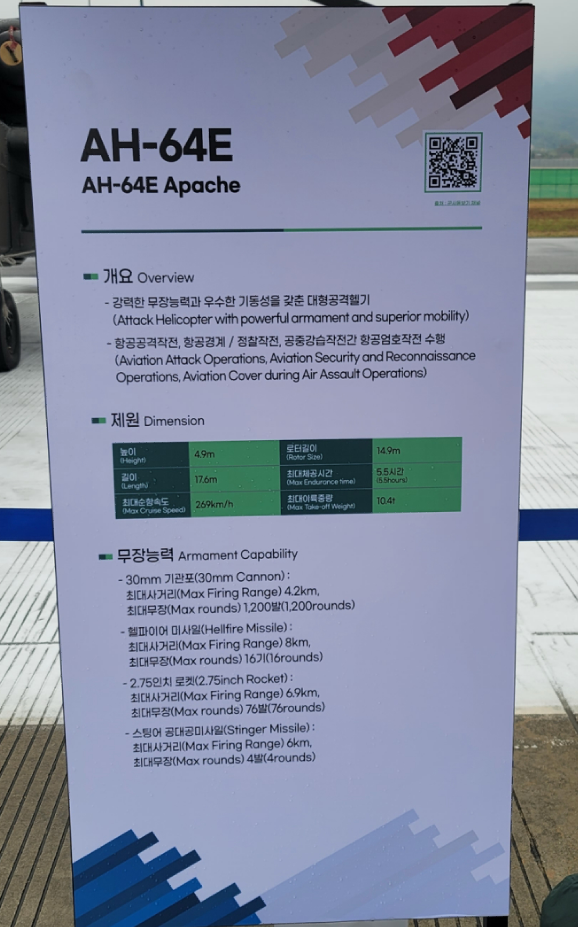 AH-64E
AH-64E Apache
개요 Overview
- 강력한 무장능력과 우수한 기동성을 갖춘 대형공격헬기
(Attack Helicopter with powerful armament and superior mobility)
- 항공공격작전, 항공경계 / 정찰작전, 공중강습작전간 항공엄호작전 수행
(Aviation Attack Operations, Aviation Security and Reconnaissance
Operations, Aviation Cover during Air Assault Operations)
제원 Dimension
높이 4.9m 로터길이 14.9m
(Height) (Rotor Size)
길이 17.6m 최대체공시간 5.5시간
(Length) (Max Endurance time) (5.5hours)
최대순항속도 269km/h 최대이륙중량 10.4t
(Max Cruise Speed) (Max Take-off Weight)
무장능력 Armament Capability
- 30mm 기관포(30mm Cannon) :
최대사거리(Max Firing Range) 4.2km,
최대무장(Max rounds) 1,200발(1,200rounds)
- 헬파이어 미사일(Hellfire Missile) :
최대사거리(Max Firing Range) 8km,
최대무장(Max rounds) 16기(16rounds)
- 2.75인치 로켓(2.75inch Rocket) :
최대사거리(Max Firing Range) 6.9km,
최대무장(Max rounds) 76발(76rounds)
- 스팅어 공대공미사일(Stinger Missile) :
최대사거리(Max Firing Range) 6km,
최대무장(Max rounds) 4발(4rounds)